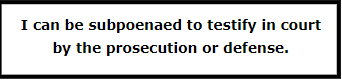 I can be subpoenaed to testify in court
by the prosecution or defense.